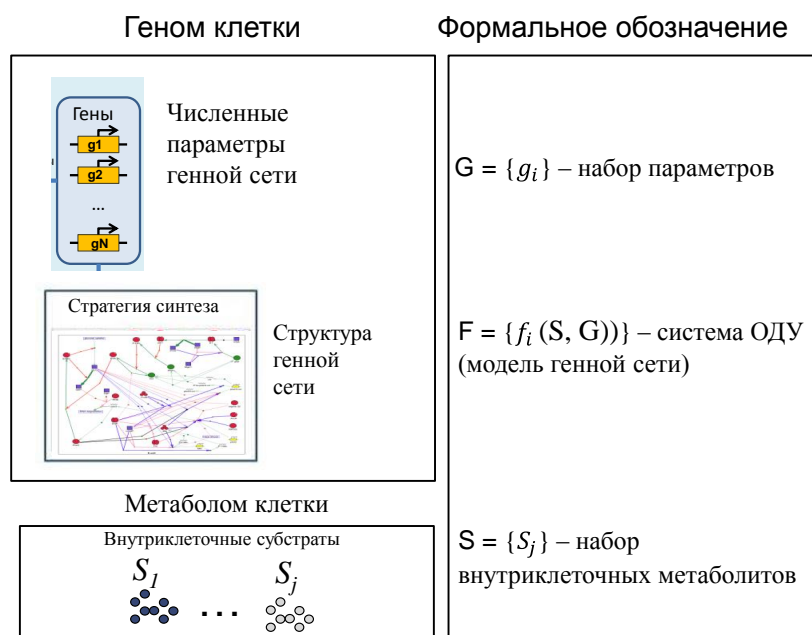 Геном клетки
Формальное обозначение
Гены
g1
g2
...
gN
Численные
параметры
генной сети
G = {gᵢ} – набор параметров
Стратегия синтеза
Структура
генной
сети
F = {fᵢ (S, G))} – система ОДУ
(модель генной сети)
Метаболом клетки
Внутриклеточные субстраты
S₁ ... Sⱼ
S = {Sⱼ} – набор
внутриклеточных метаболитов